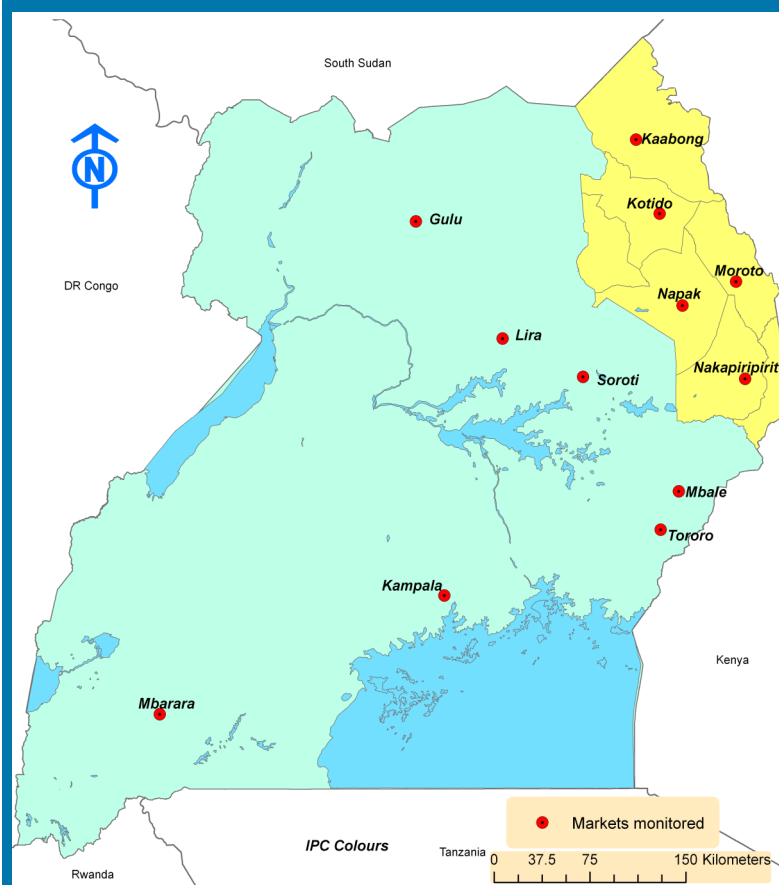 South Sudan
Kaabong
N
Kotido
Gulu
Moroto
DR Congo
Napak
Lira
Nakapiripirit
Soroti
Mbale
Tororo
Kampala
Kenya
Mbarara
Markets monitored
IPC Colours
Tanzania
0 37.5 75 150 Kilometers
Rwanda